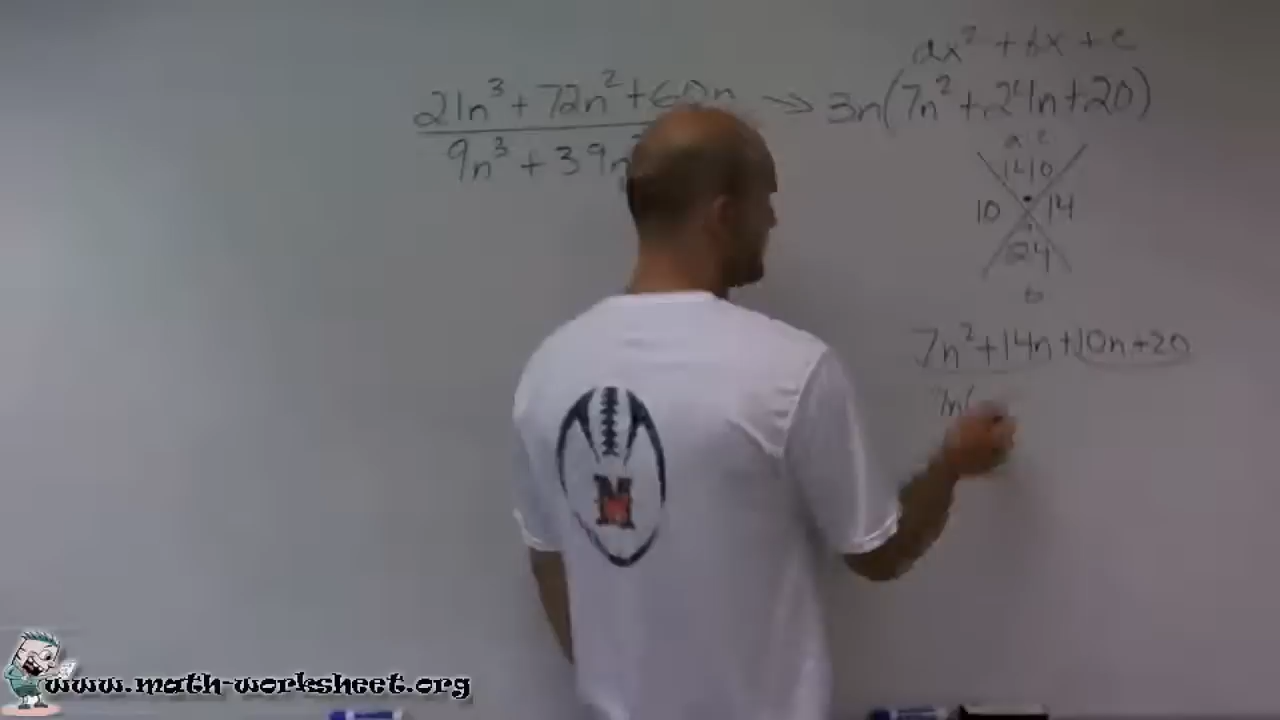 ax² + bx + c
21n³ + 72n² + 60n → 3n(7n² + 24n + 20)
9n³ + 39n²
a c
140
10 14
24
b
7n² + 14n + 10n + 20
7n(
M
www.math-worksheet.org